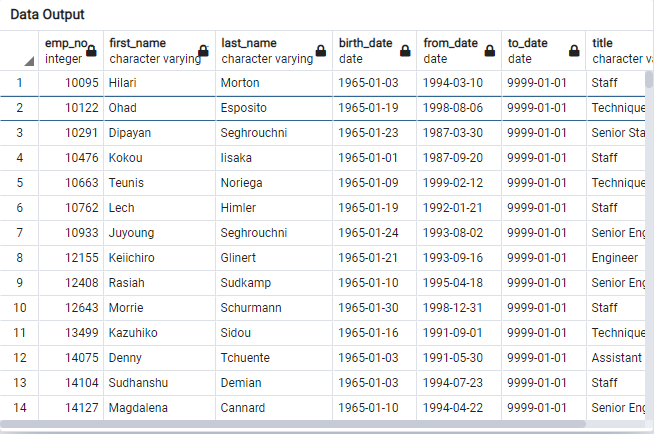 Data Output
emp_no first_name last_name birth_date from_date to_date title
integer character varying character varying date date date character va
1 10095 Hilari Morton 1965-01-03 1994-03-10 9999-01-01 Staff
2 10122 Ohad Esposito 1965-01-19 1998-08-06 9999-01-01 Technique
3 10291 Dipayan Seghrouchni 1965-01-23 1987-03-30 9999-01-01 Senior Sta
4 10476 Kokou Iisaka 1965-01-01 1987-09-20 9999-01-01 Staff
5 10663 Teunis Noriega 1965-01-09 1999-02-12 9999-01-01 Technique
6 10762 Lech Himler 1965-01-19 1992-01-21 9999-01-01 Staff
7 10933 Juyoung Seghrouchni 1965-01-24 1993-08-02 9999-01-01 Senior Eng
8 12155 Keiichiro Glinert 1965-01-21 1993-09-16 9999-01-01 Engineer
9 12408 Rasiah Sudkamp 1965-01-10 1995-04-18 9999-01-01 Senior Eng
10 12643 Morrie Schurmann 1965-01-30 1998-12-31 9999-01-01 Staff
11 13499 Kazuhiko Sidou 1965-01-16 1991-09-01 9999-01-01 Technique
12 14075 Denny Tchuente 1965-01-03 1991-05-30 9999-01-01 Assistant
13 14104 Sudhanshu Demian 1965-01-03 1994-07-23 9999-01-01 Staff
14 14127 Magdalena Cannard 1965-01-10 1994-04-22 9999-01-01 Senior Eng